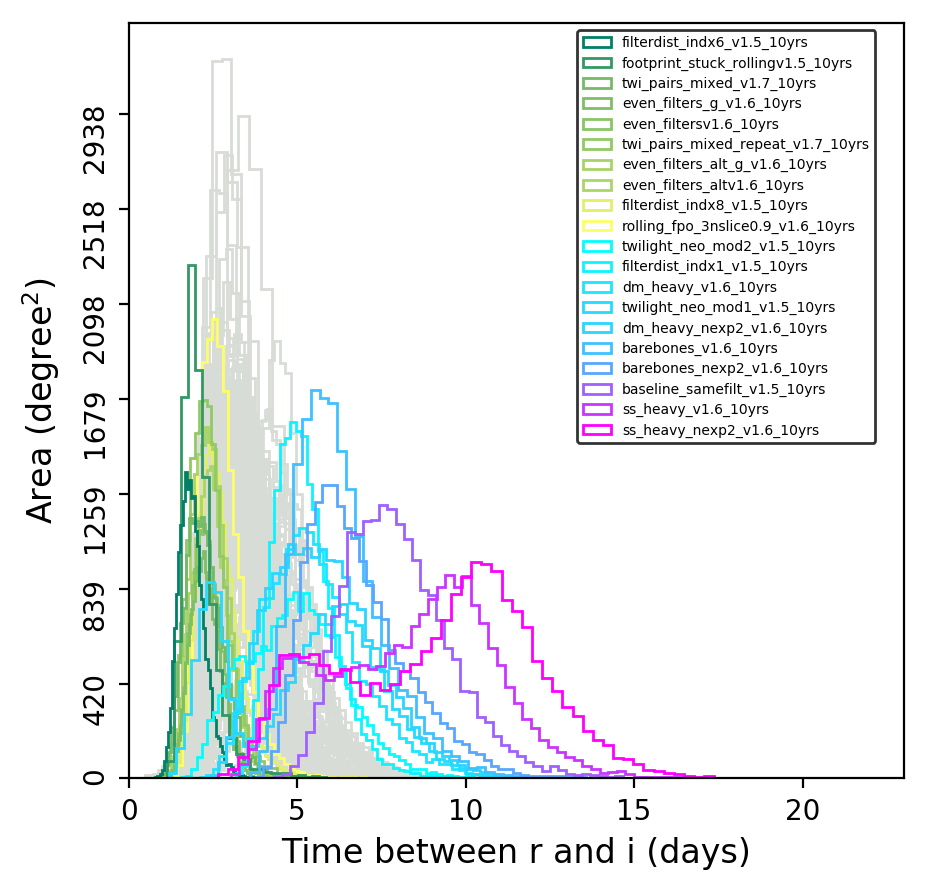 filterdist_indx6_v1.5_10yrs
footprint_stuck_rollingv1.5_10yrs
twi_pairs_mixed_v1.7_10yrs
even_filters_g_v1.6_10yrs
even_filtersv1.6_10yrs
twi_pairs_mixed_repeat_v1.7_10yrs
even_filters_alt_g_v1.6_10yrs
even_filters_altv1.6_10yrs
filterdist_indx8_v1.5_10yrs
rolling_fpo_3nslice0.9_v1.6_10yrs
twilight_neo_mod2_v1.5_10yrs
filterdist_indx1_v1.5_10yrs
dm_heavy_v1.6_10yrs
twilight_neo_mod1_v1.5_10yrs
dm_heavy_nexp2_v1.6_10yrs
barebones_v1.6_10yrs
barebones_nexp2_v1.6_10yrs
baseline_samefilt_v1.5_10yrs
ss_heavy_v1.6_10yrs
ss_heavy_nexp2_v1.6_10yrs
2938
2518
2098
1679
1259
839
420
0
Area (degree²)
0 5 10 15 20
Time between r and i (days)